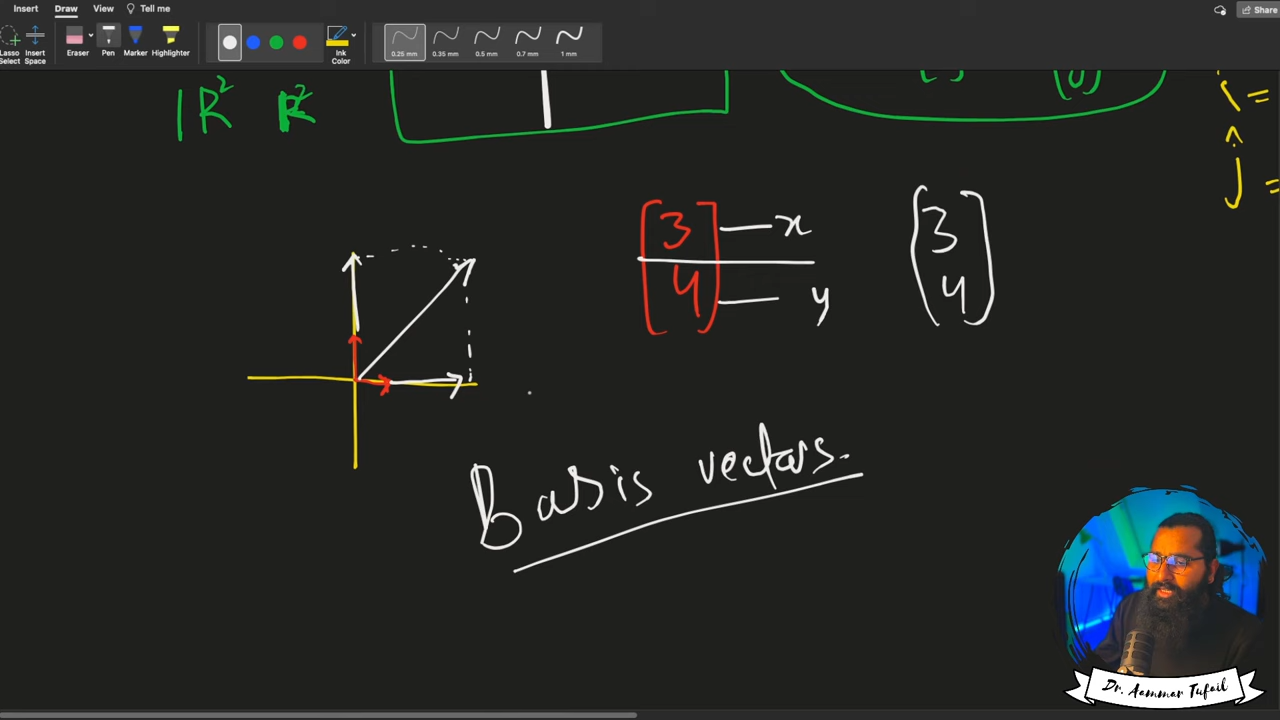 Insert Draw View Tell me
Share
Lasso Select
Insert Space
Eraser
Pen
Marker
Highlighter
Ink Color
0.25 mm
0.35 mm
0.5 mm
0.7 mm
1 mm
ℝ² ℝ²
î =
ĵ =
[3] — x
[4] — y
[3
4]
Basis vectors.
Dr. Aammar Tufail